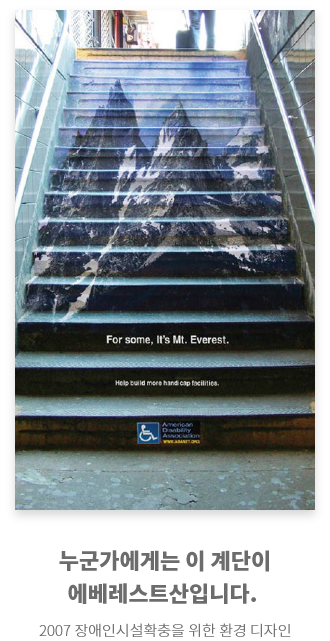 For some, It's Mt. Everest.
Help build more handicap facilities.
American
Disability
Association
WWW.ADANET.ORG
누군가에게는 이 계단이
에베레스트산입니다.
2007 장애인시설확충을 위한 환경 디자인